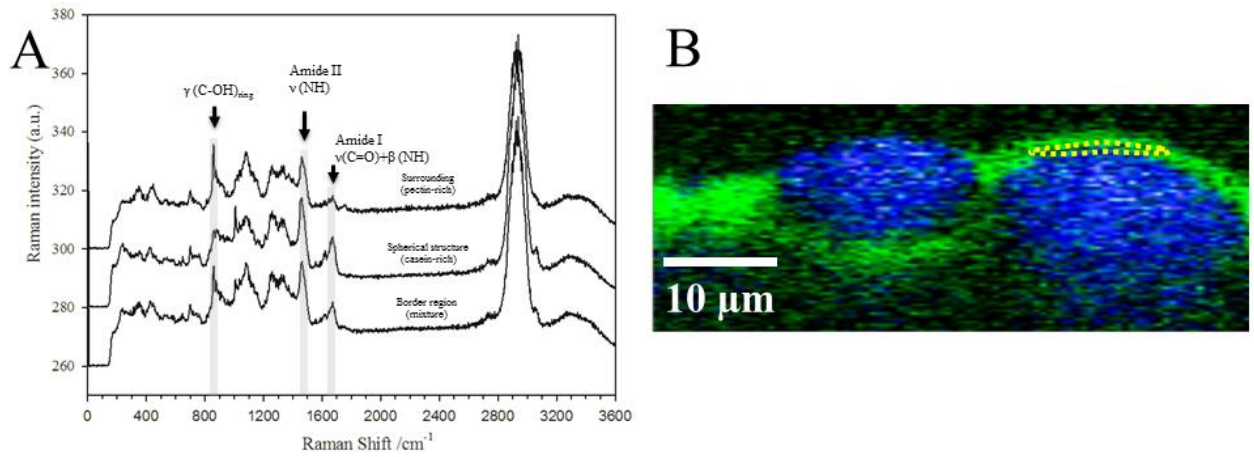 A
B
380
360
340
320
300
280
260
Raman intensity (a.u.)
γ (C-OH)ring
Amide II
ν (NH)
Amide I
ν(C=O)+β (NH)
Surrounding
(pectin-rich)
Spherical structure
(casein-rich)
Border region
(mixture)
0 400 800 1200 1600 2000 2400 2800 3200 3600
Raman Shift /cm-1
10 µm